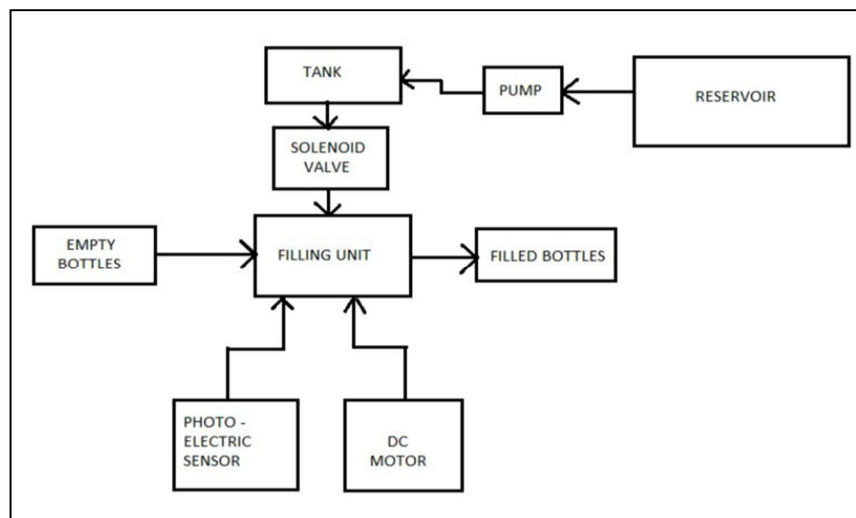 TANK
PUMP
RESERVOIR
SOLENOID
VALVE
EMPTY
BOTTLES
FILLING UNIT
FILLED BOTTLES
PHOTO -
ELECTRIC
SENSOR
DC
MOTOR